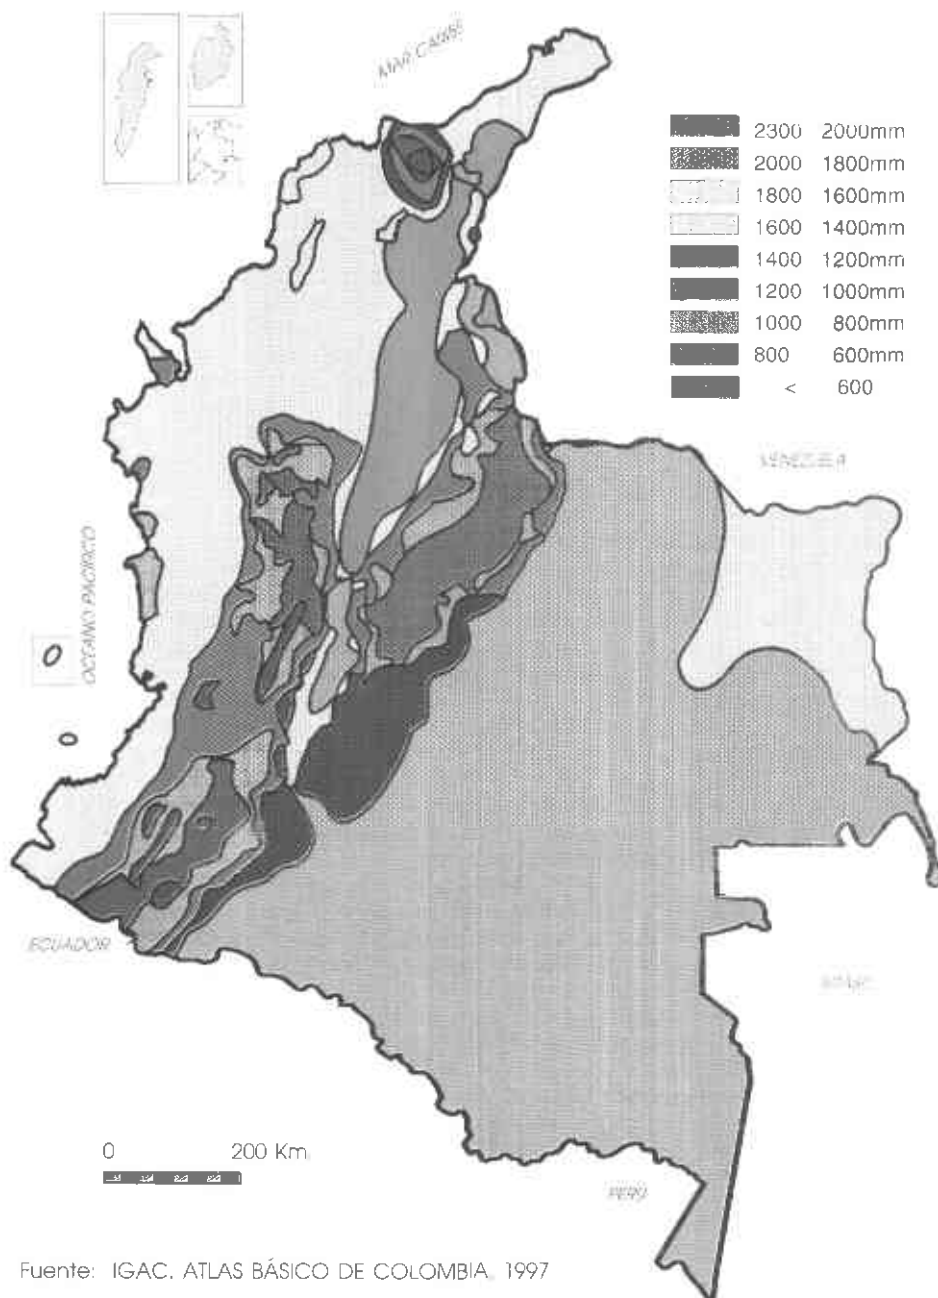 MAR CARIBE
2300 2000mm
2000 1800mm
1800 1600mm
1600 1400mm
1400 1200mm
1200 1000mm
1000 800mm
800 600mm
< 600
VENEZUELA
OCEANO PACIFICO
ECUADOR
BRASIL
0 200 Km.
PERU
Fuente: IGAC. ATLAS BÁSICO DE COLOMBIA, 1997